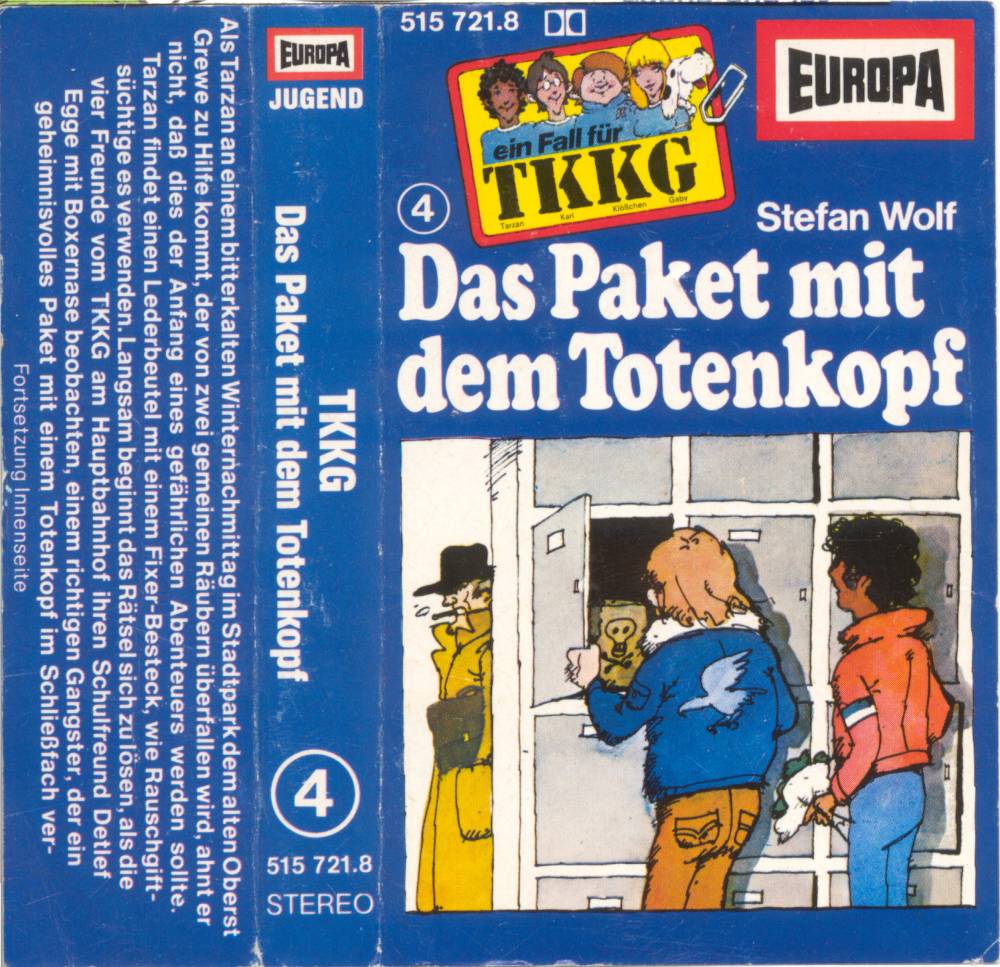 Als Tarzan an einem bitterkalten Winternachmittag im Stadtpark dem alten Oberst
Grewe zu Hilfe kommt, der von zwei gemeinen Räubern überfallen wird, ahnt er
nicht, daß dies der Anfang eines gefährlichen Abenteuers werden sollte.
Tarzan findet einen Lederbeutel mit einem Fixer-Besteck, wie Rauschgift-
süchtige es verwenden. Langsam beginnt das Rätsel sich zu lösen, als die
vier Freunde vom TKKG am Hauptbahnhof ihren Schulfreund Detlef
Egge mit Boxernase beobachten, einem richtigen Gangster, der ein
geheimnisvolles Paket mit einem Totenkopf im Schließfach ver-
Fortsetzung Innenseite
EUROPA
JUGEND
TKKG
Das Paket mit dem Totenkopf
4
515 721.8
STEREO
515 721.8
EUROPA
ein Fall für
TKKG
Tarzan Karl Klößchen Gaby
4
Stefan Wolf
Das Paket mit
dem Totenkopf